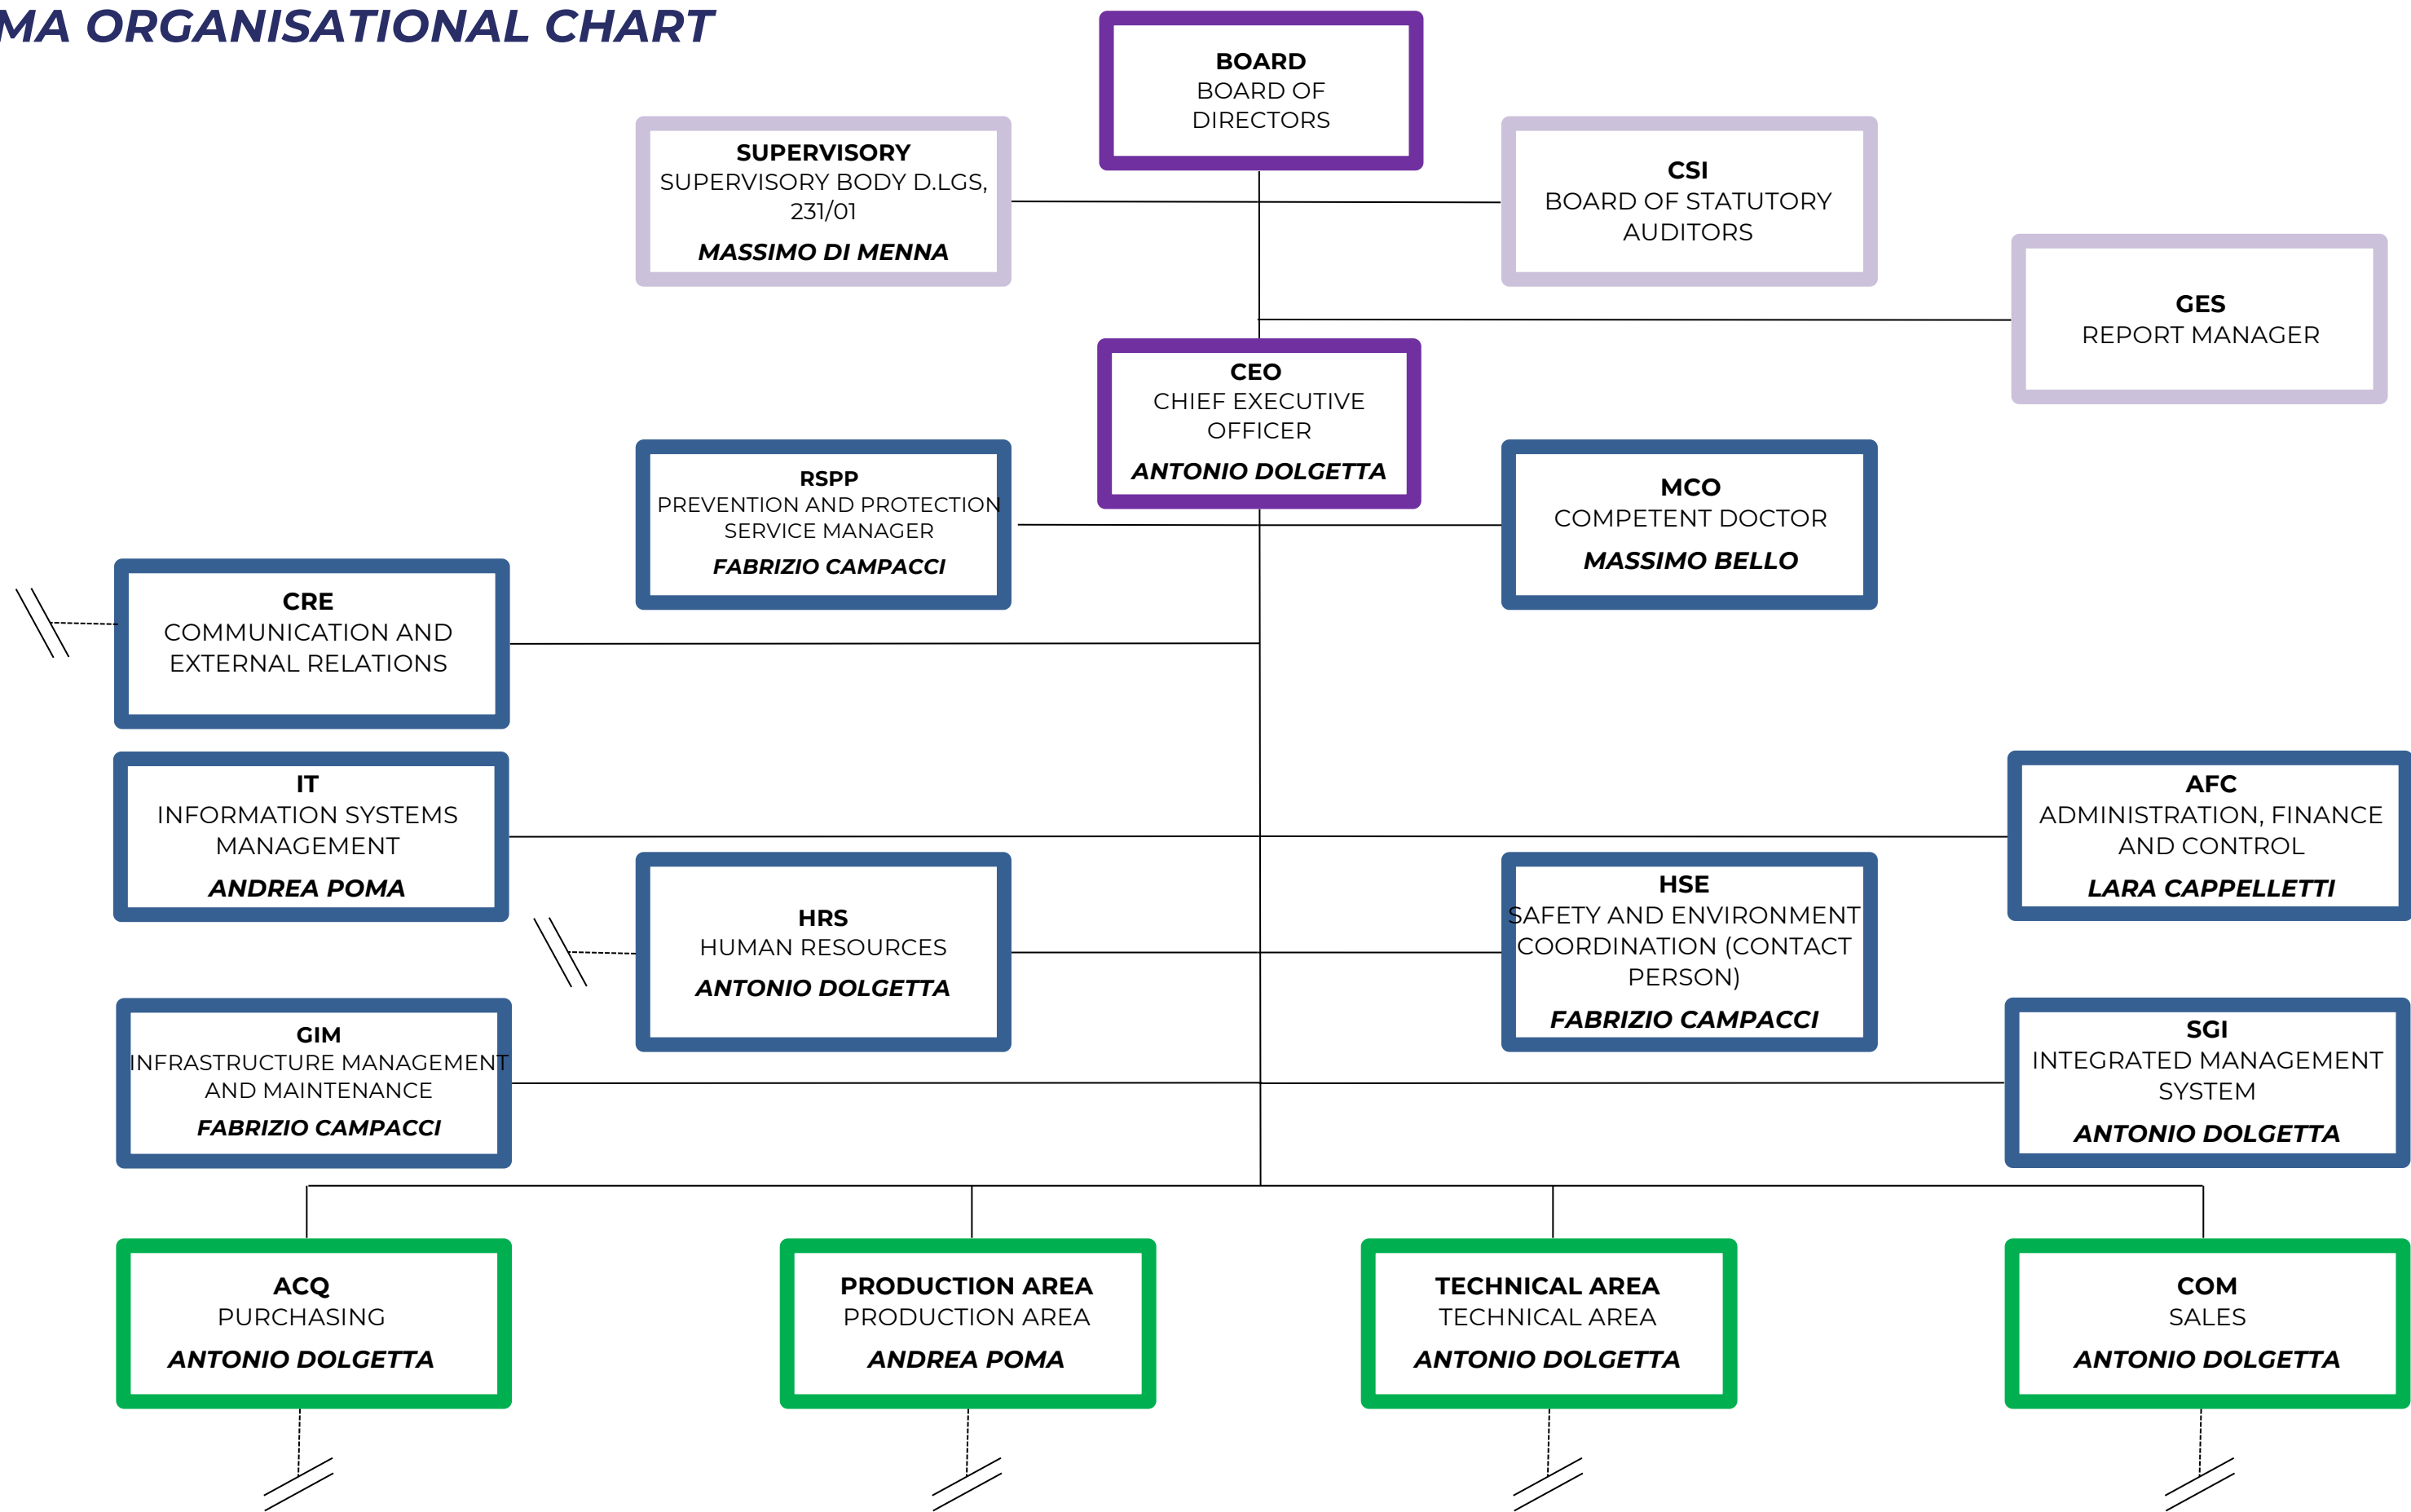 MA ORGANISATIONAL CHART
BOARD
BOARD OF
DIRECTORS
SUPERVISORY
SUPERVISORY BODY D.LGS,
231/01
MASSIMO DI MENNA
CSI
BOARD OF STATUTORY
AUDITORS
GES
REPORT MANAGER
CEO
CHIEF EXECUTIVE
OFFICER
ANTONIO DOLGETTA
RSPP
PREVENTION AND PROTECTION
SERVICE MANAGER
FABRIZIO CAMPACCI
MCO
COMPETENT DOCTOR
MASSIMO BELLO
CRE
COMMUNICATION AND
EXTERNAL RELATIONS
IT
INFORMATION SYSTEMS
MANAGEMENT
ANDREA POMA
AFC
ADMINISTRATION, FINANCE
AND CONTROL
LARA CAPPELLETTI
HRS
HUMAN RESOURCES
ANTONIO DOLGETTA
HSE
SAFETY AND ENVIRONMENT
COORDINATION (CONTACT
PERSON)
FABRIZIO CAMPACCI
GIM
INFRASTRUCTURE MANAGEMENT
AND MAINTENANCE
FABRIZIO CAMPACCI
SGI
INTEGRATED MANAGEMENT
SYSTEM
ANTONIO DOLGETTA
ACQ
PURCHASING
ANTONIO DOLGETTA
PRODUCTION AREA
PRODUCTION AREA
ANDREA POMA
TECHNICAL AREA
TECHNICAL AREA
ANTONIO DOLGETTA
COM
SALES
ANTONIO DOLGETTA